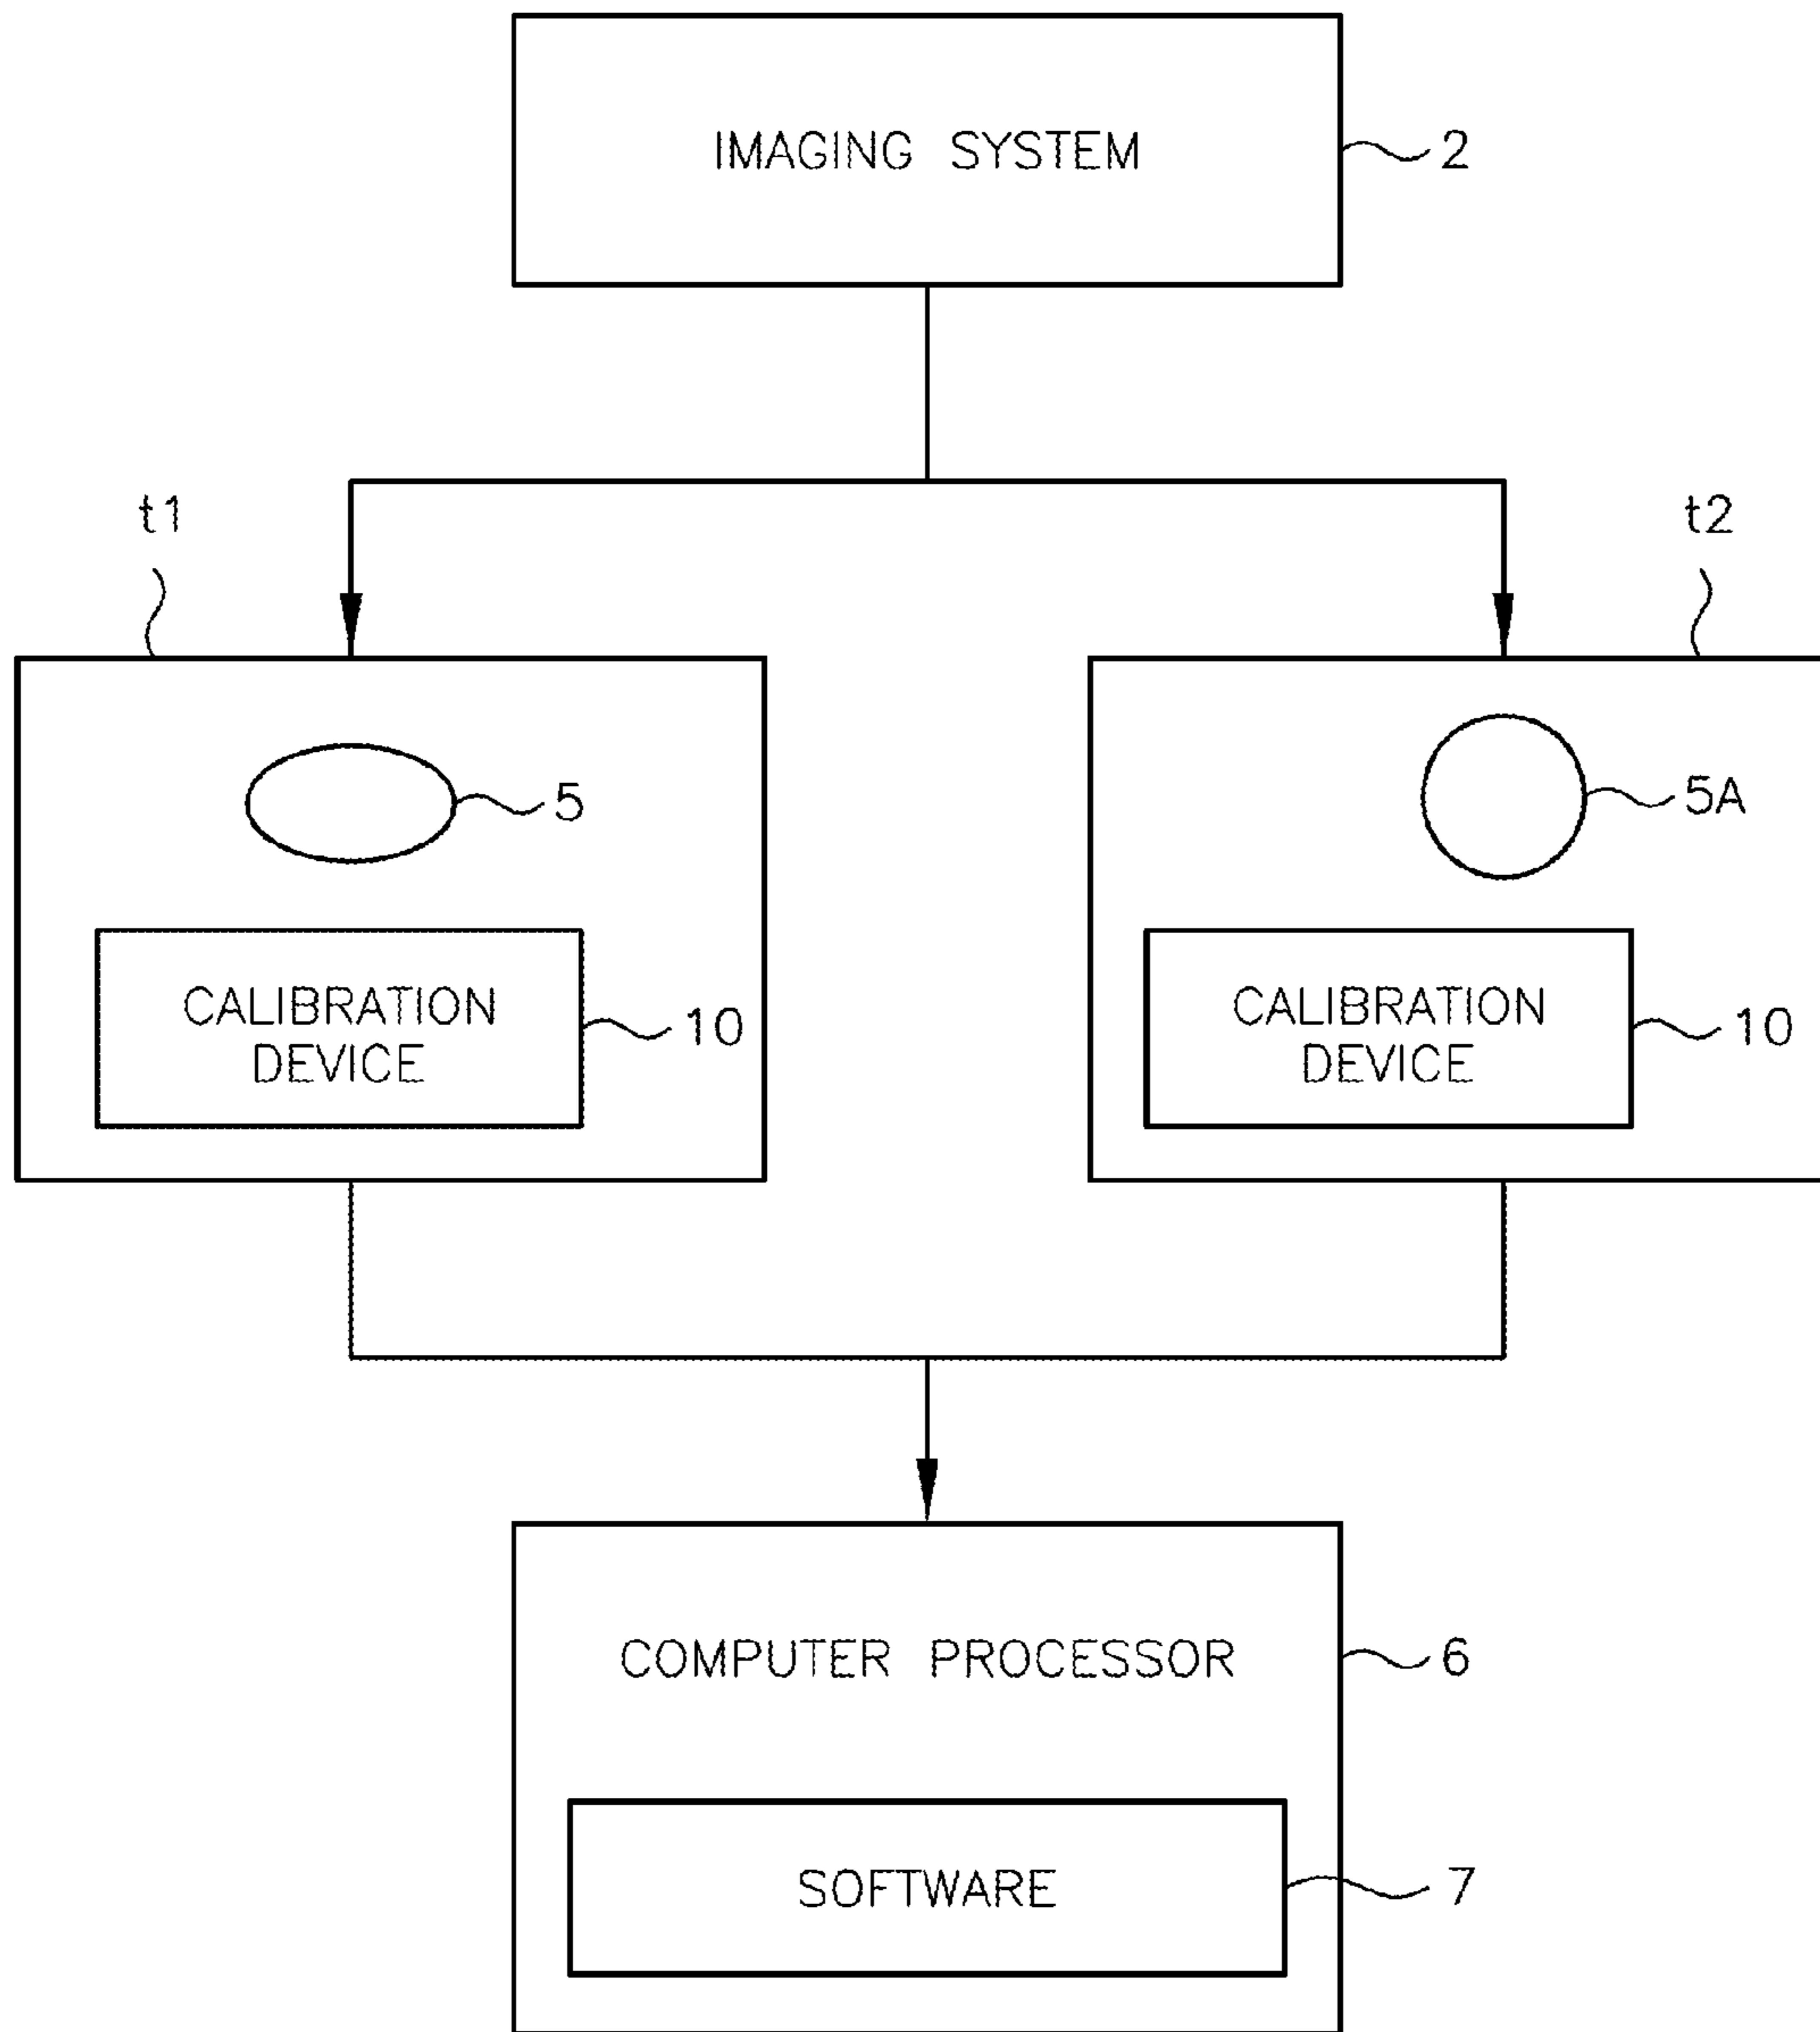 IMAGING SYSTEM
2
t1
t2
5
5A
CALIBRATION
DEVICE
10
CALIBRATION
DEVICE
10
COMPUTER PROCESSOR
6
SOFTWARE
7